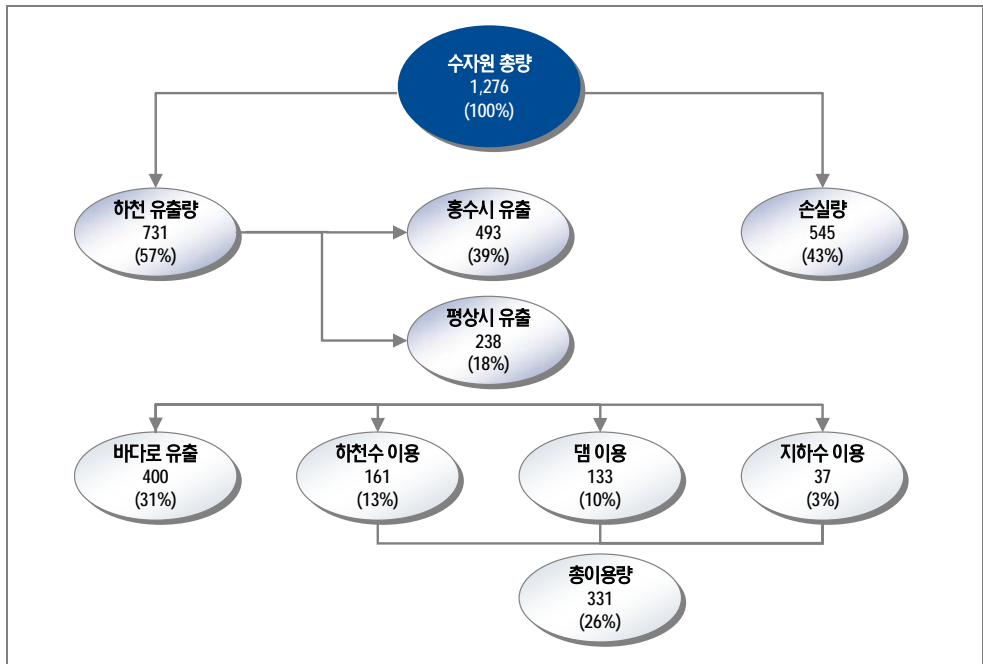 수자원 총량
1,276
(100%)
하천 유출량
731
(57%)
홍수시 유출
493
(39%)
손실량
545
(43%)
평상시 유출
238
(18%)
바다로 유출
400
(31%)
하천수 이용
161
(13%)
댐 이용
133
(10%)
지하수 이용
37
(3%)
총이용량
331
(26%)